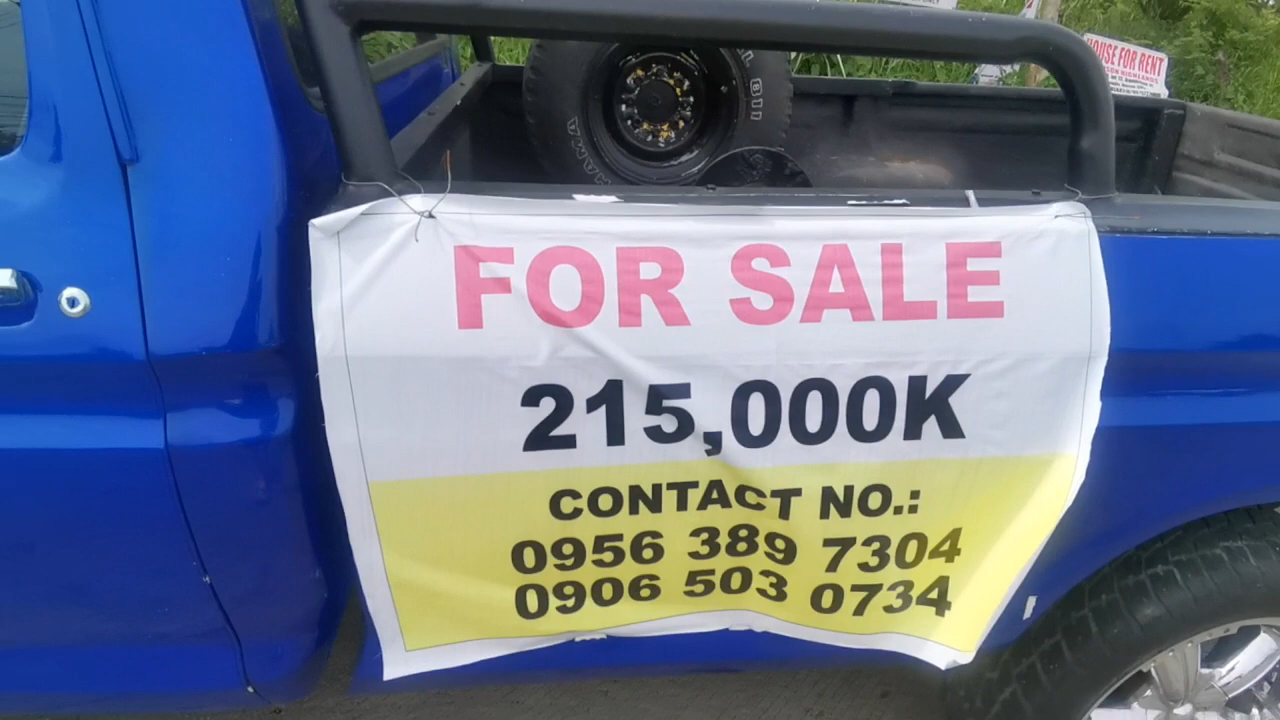 FOR SALE
215,000K
CONTACT NO.:
0956 389 7304
0906 503 0734
HOUSE FOR RENT